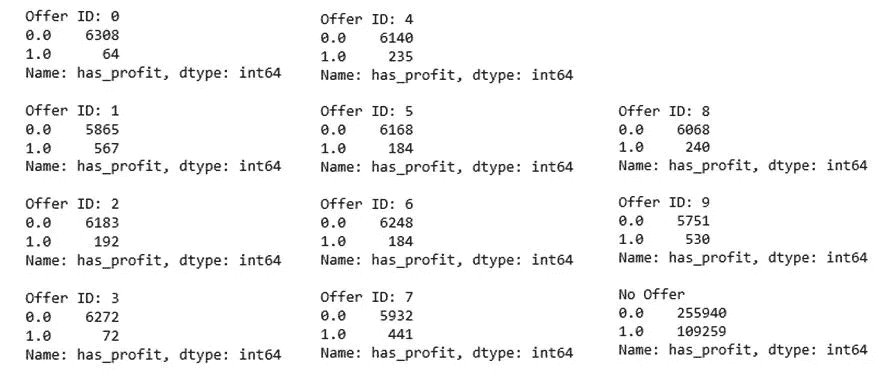 Offer ID: 0
0.0    6308
1.0      64
Name: has_profit, dtype: int64
Offer ID: 1
0.0    5865
1.0     567
Name: has_profit, dtype: int64
Offer ID: 2
0.0    6183
1.0     192
Name: has_profit, dtype: int64
Offer ID: 3
0.0    6272
1.0      72
Name: has_profit, dtype: int64
Offer ID: 4
0.0    6140
1.0     235
Name: has_profit, dtype: int64
Offer ID: 5
0.0    6168
1.0     184
Name: has_profit, dtype: int64
Offer ID: 6
0.0    6248
1.0     184
Name: has_profit, dtype: int64
Offer ID: 7
0.0    5932
1.0     441
Name: has_profit, dtype: int64
Offer ID: 8
0.0    6068
1.0     240
Name: has_profit, dtype: int64
Offer ID: 9
0.0    5751
1.0     530
Name: has_profit, dtype: int64
No Offer
0.0    255940
1.0    109259
Name: has_profit, dtype: int64